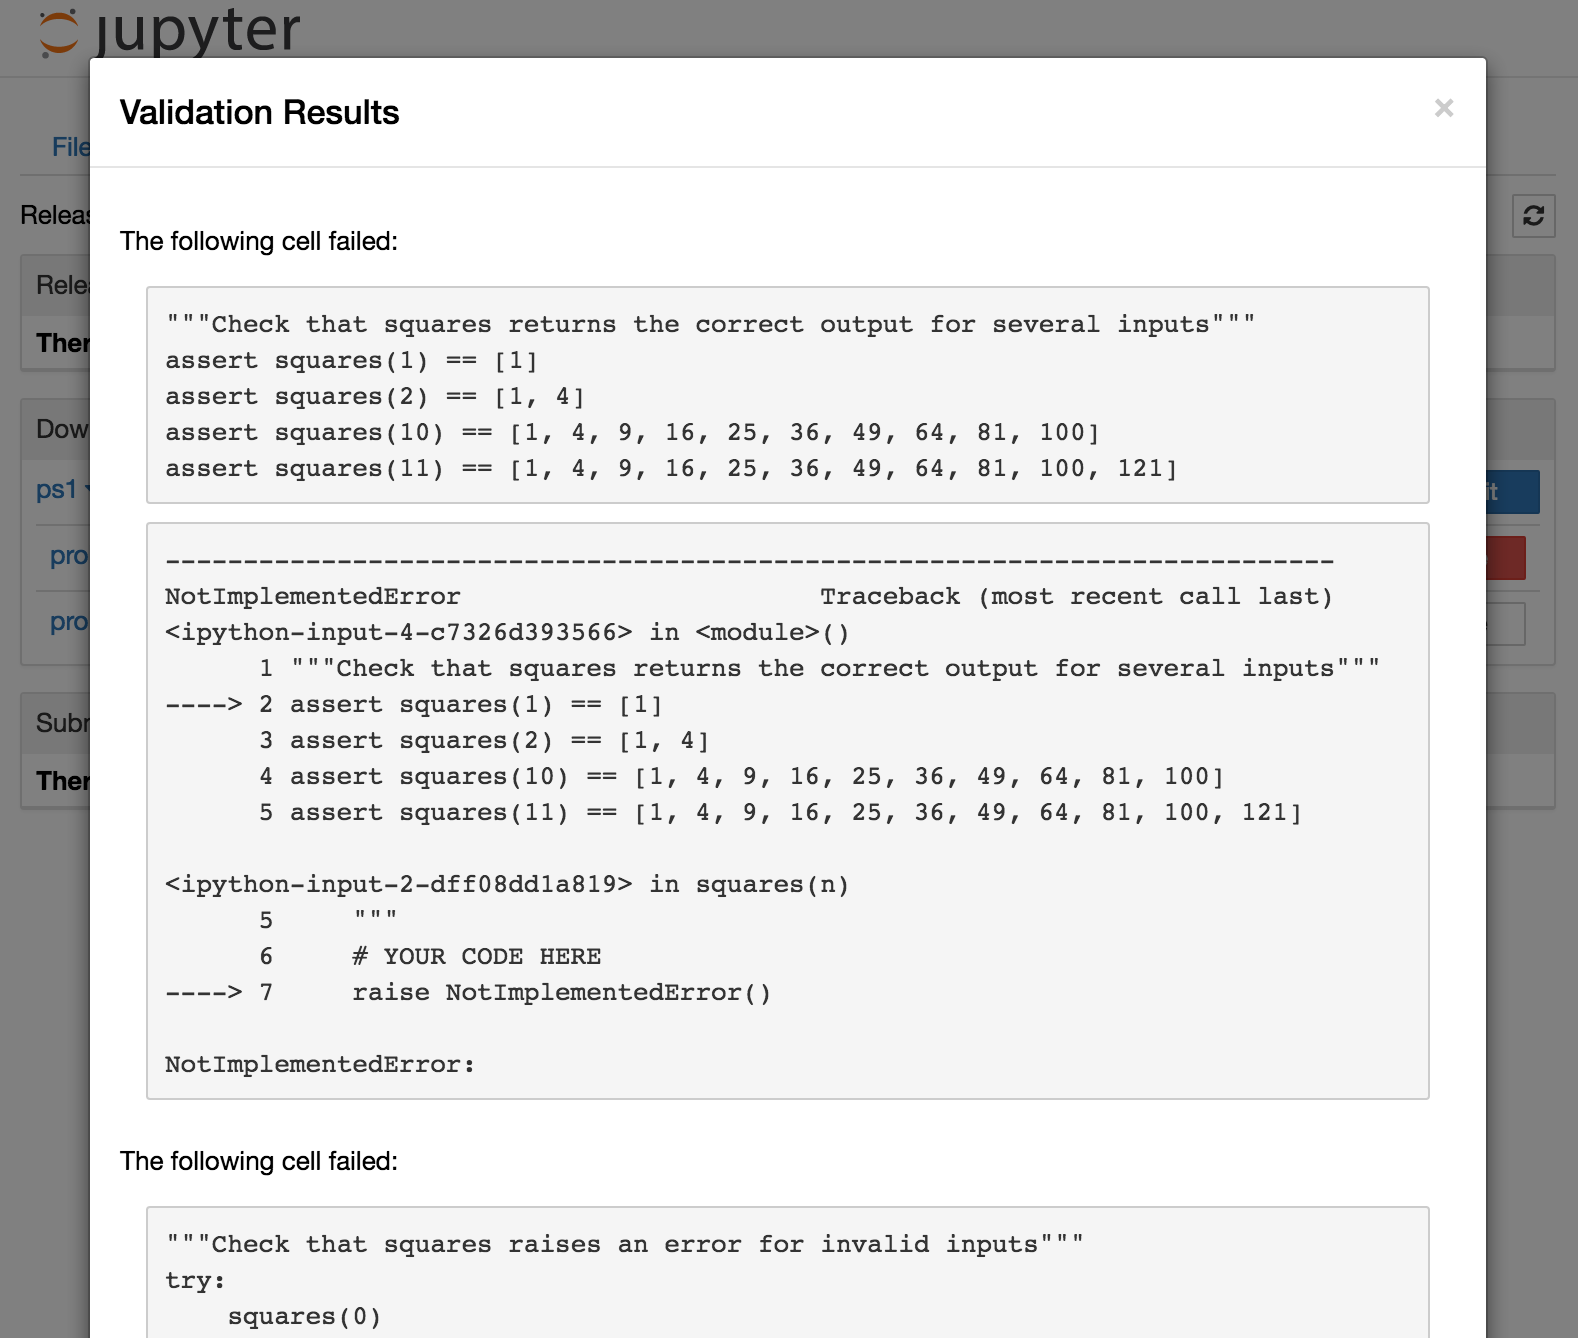 jupyter
Validation Results
×
File
Releas
The following cell failed:
Rele
Ther
"""Check that squares returns the correct output for several inputs"""
assert squares(1) == [1]
assert squares(2) == [1, 4]
assert squares(10) == [1, 4, 9, 16, 25, 36, 49, 64, 81, 100]
assert squares(11) == [1, 4, 9, 16, 25, 36, 49, 64, 81, 100, 121]
Dow
ps1
it
pro
pro
Subr
Ther
---------------------------------------------------------------------------
NotImplementedError                       Traceback (most recent call last)
<ipython-input-4-c7326d393566> in <module>()
      1 """Check that squares returns the correct output for several inputs"""
----> 2 assert squares(1) == [1]
      3 assert squares(2) == [1, 4]
      4 assert squares(10) == [1, 4, 9, 16, 25, 36, 49, 64, 81, 100]
      5 assert squares(11) == [1, 4, 9, 16, 25, 36, 49, 64, 81, 100, 121]
<ipython-input-2-dff08dd1a819> in squares(n)
      5     """
      6     # YOUR CODE HERE
----> 7     raise NotImplementedError()
NotImplementedError:
The following cell failed:
"""Check that squares raises an error for invalid inputs"""
try:
    squares(0)